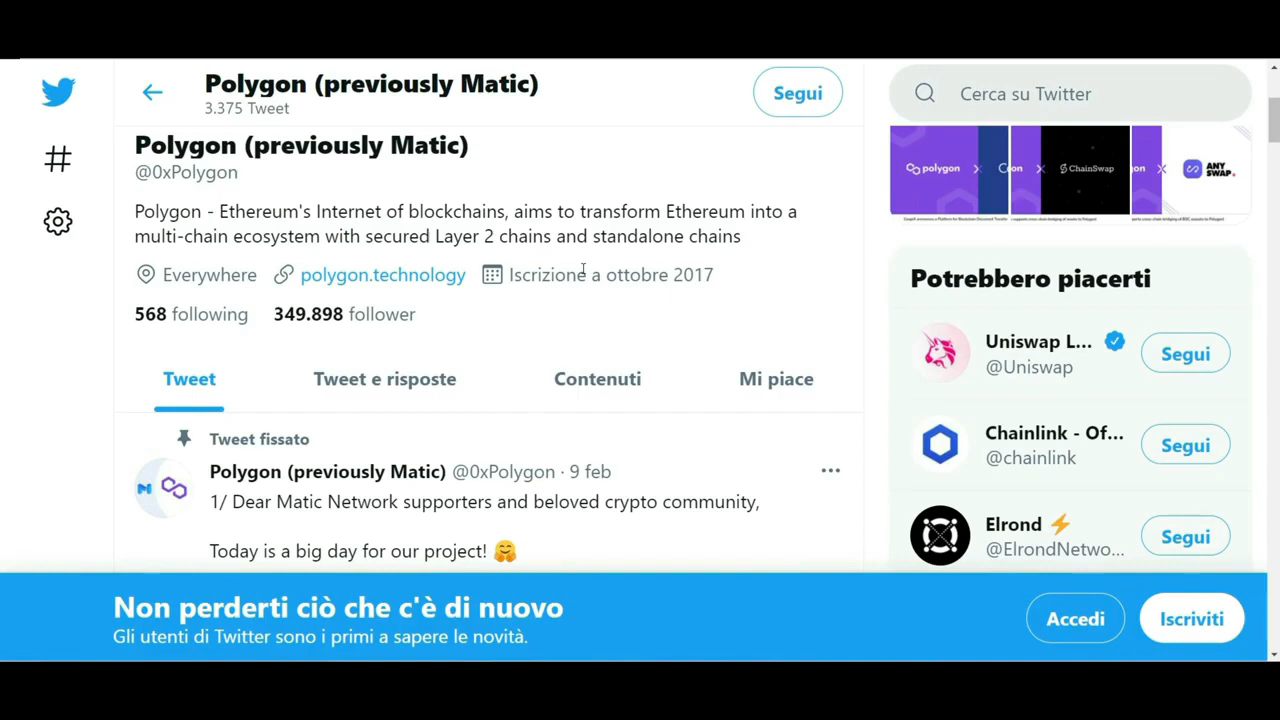 Polygon (previously Matic)
3.375 Tweet
Segui
Cerca su Twitter
Polygon (previously Matic)
@0xPolygon
Polygon - Ethereum's Internet of blockchains, aims to transform Ethereum into a
multi-chain ecosystem with secured Layer 2 chains and standalone chains
Everywhere polygon.technology Iscrizione a ottobre 2017
568 following 349.898 follower
Tweet Tweet e risposte Contenuti Mi piace
Tweet fissato
Polygon (previously Matic) @0xPolygon · 9 feb
1/ Dear Matic Network supporters and beloved crypto community,
Today is a big day for our project! 🤗
polygon
ChainSwap
ANY
SWAP.
Potrebbero piacerti
Uniswap L...
@Uniswap
Segui
Chainlink - Of...
@chainlink
Segui
Elrond ⚡
@ElrondNetwo...
Segui
Non perderti ciò che c'è di nuovo
Gli utenti di Twitter sono i primi a sapere le novità.
Accedi
Iscriviti